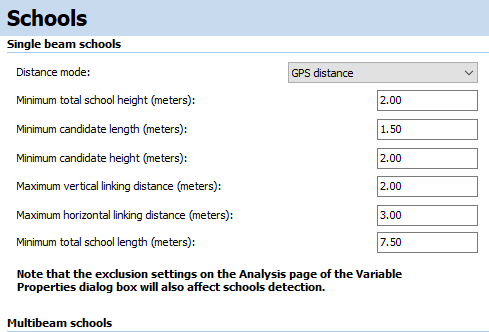 Schools
Single beam schools
Distance mode: GPS distance
Minimum total school height (meters): 2.00
Minimum candidate length (meters): 1.50
Minimum candidate height (meters): 2.00
Maximum vertical linking distance (meters): 2.00
Maximum horizontal linking distance (meters): 3.00
Minimum total school length (meters): 7.50
Note that the exclusion settings on the Analysis page of the Variable
Properties dialog box will also affect schools detection.
Multibeam schools